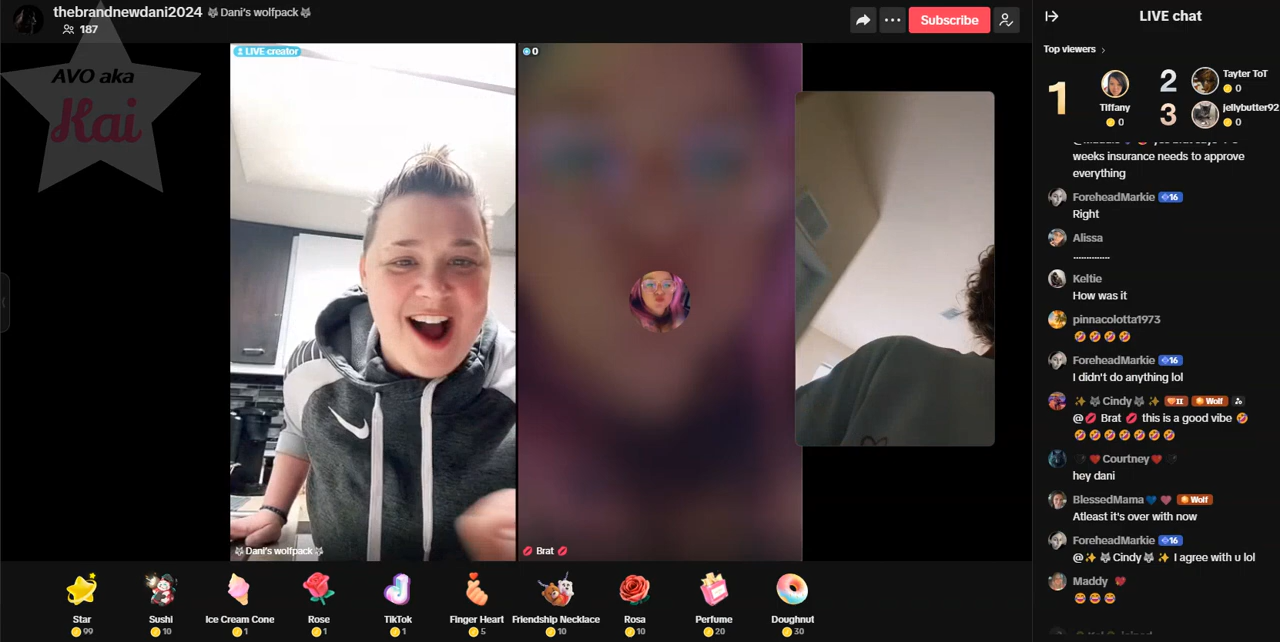 thebrandnewdani2024 🐺Dani's wolfpack🐺
187
Subscribe
LIVE chat
AVO aka
Kai
LIVE creator
0
🐺Dani's wolfpack🐺
💋 Brat 💋
Top viewers
1
Tiffany
0
2
Tayter ToT
0
3
jellybutter92
0
weeks insurance needs to approve
everything
ForeheadMarkie 16
Right
Alissa
..............
Keltie
How was it
pinnacolotta1973
🤣🤣🤣🤣
ForeheadMarkie 16
I didn't do anything lol
✨🐺Cindy🐺✨ II Wolf
@💋 Brat 💋 this is a good vibe 🤣
🤣🤣🤣🤣🤣🤣🤣
🖤❤️Courtney❤️🖤
hey dani
BlessedMama💙💗 Wolf
Atleast it's over with now
ForeheadMarkie 16
@✨🐺Cindy🐺✨ I agree with u lol
Maddy 💗
😂😂😂
Star
99
Sushi
10
Ice Cream Cone
1
Rose
1
TikTok
1
Finger Heart
5
Friendship Necklace
10
Rosa
10
Perfume
20
Doughnut
30